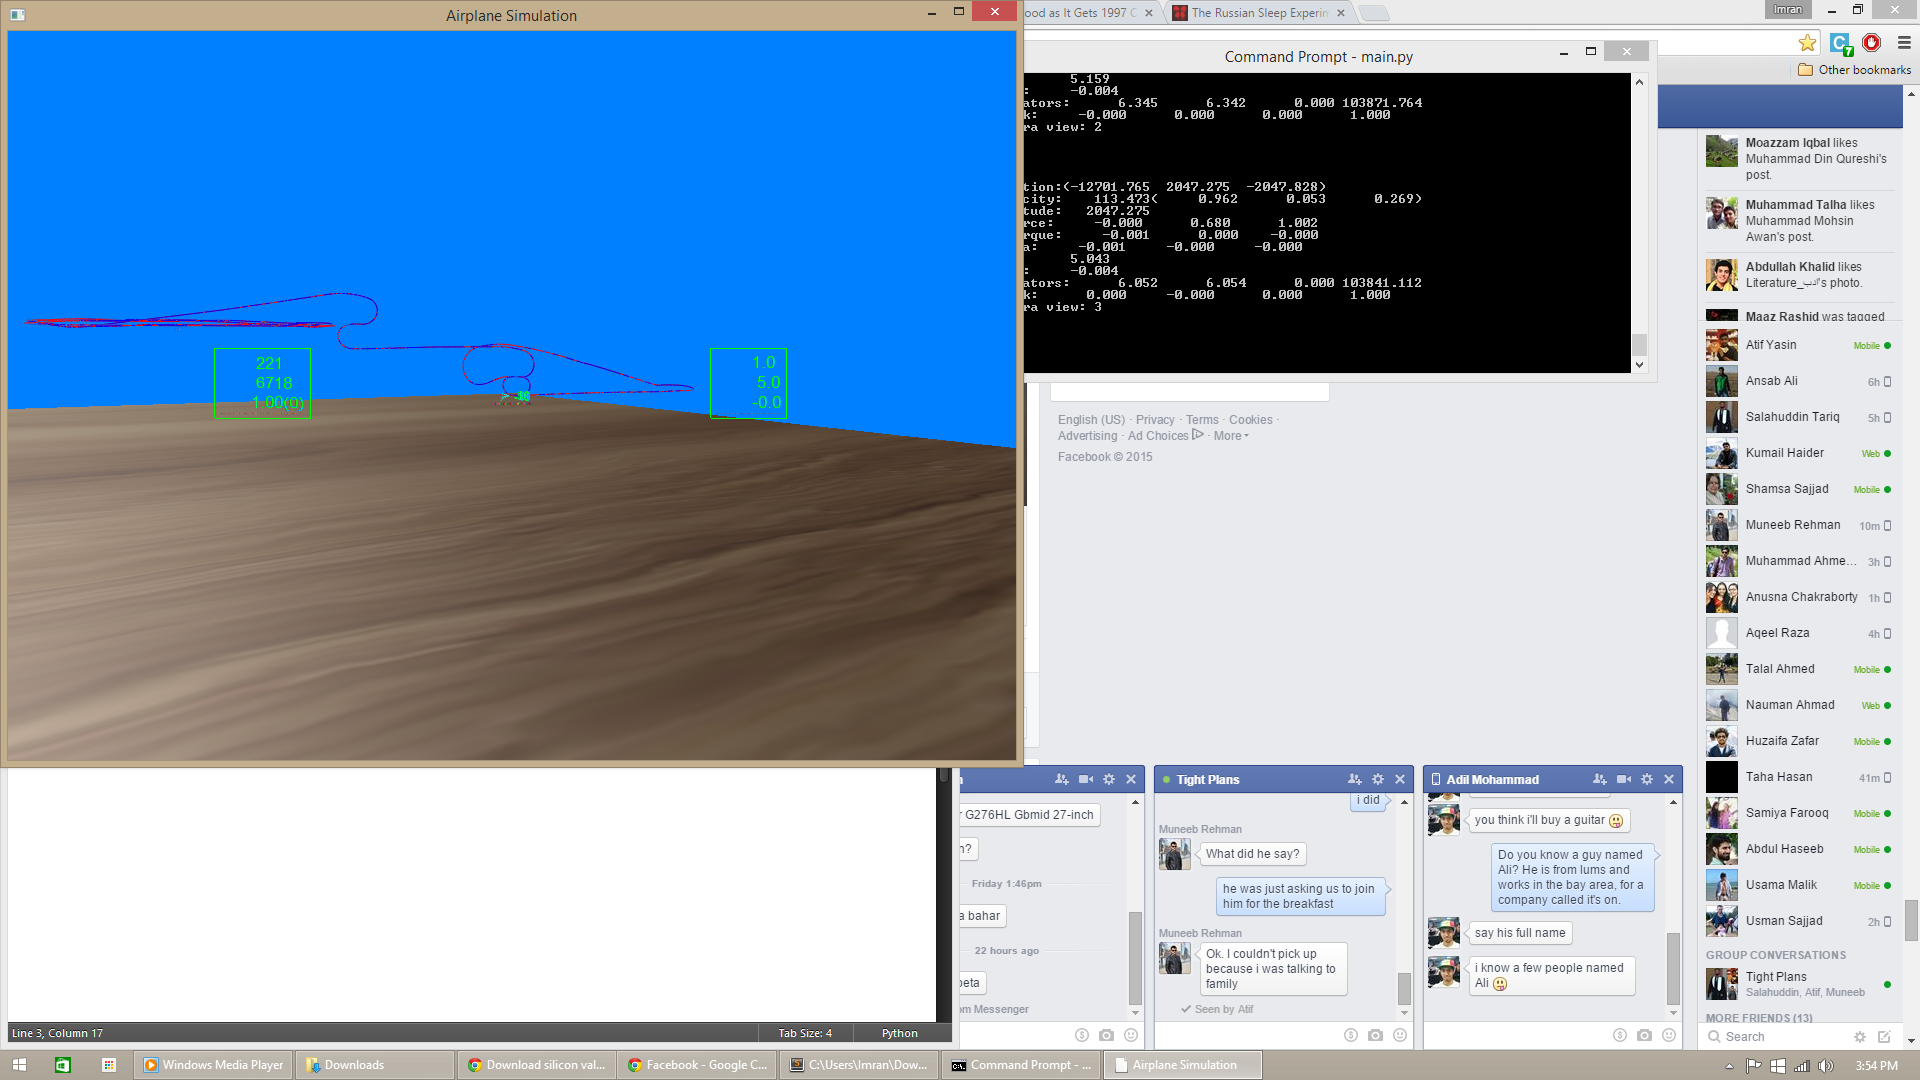 Airplane Simulation
221
6718
1.00(0)
1.0
5.0
-0.0
ood as It Gets 1997 C
The Russian Sleep Experin
Imran
Other bookmarks
Command Prompt - main.py
5.159
: -0.004
ators: 6.345 6.342 0.000 103871.764
k: -0.000 0.000 0.000 1.000
ra view: 2
tion:(-12701.765 2047.275 -2047.828)
city: 113.473( 0.962 0.053 0.269)
tude: 2047.275
rce: -0.000 0.680 1.002
rque: -0.001 0.000 -0.000
a: -0.001 -0.000 -0.000
5.043
: -0.004
ators: 6.052 6.054 0.000 103841.112
k: 0.000 -0.000 0.000 1.000
ra view: 3
English (US) · Privacy · Terms · Cookies ·
Advertising · Ad Choices · More
Facebook © 2015
Moazzam Iqbal likes
Muhammad Din Qureshi's
post.
Muhammad Talha likes
Muhammad Mohsin
Awan's post.
Abdullah Khalid likes
Literature_ادب's photo.
Maaz Rashid was tagged
Atif Yasin Mobile
Ansab Ali 6h
Salahuddin Tariq 5h
Kumail Haider Web
Shamsa Sajjad Mobile
Muneeb Rehman 10m
Muhammad Ahme... 3h
Anusna Chakraborty 1h
Aqeel Raza 4h
Talal Ahmed Mobile
Nauman Ahmad Web
Huzaifa Zafar Mobile
Taha Hasan 41m
Samiya Farooq Mobile
Abdul Haseeb Mobile
Usama Malik Mobile
Usman Sajjad 2h
GROUP CONVERSATIONS
Tight Plans
Salahuddin, Atif, Muneeb
MORE FRIENDS (13)
Search
r G276HL Gbmid 27-inch
n?
Friday 1:46pm
a bahar
22 hours ago
beta
om Messenger
Tight Plans
i did
Muneeb Rehman
What did he say?
he was just asking us to join
him for the breakfast
Muneeb Rehman
Ok. I couldn't pick up
because i was talking to
family
Seen by Atif
Adil Mohammad
you think i'll buy a guitar
Do you know a guy named
Ali? He is from lums and
works in the bay area, for a
company called it's on.
say his full name
i know a few people named
Ali
Line 3, Column 17
Tab Size: 4
Python
Windows Media Player
Downloads
Download silicon val...
Facebook - Google C...
C:\Users\Imran\Dow...
Command Prompt - ...
Airplane Simulation
3:54 PM